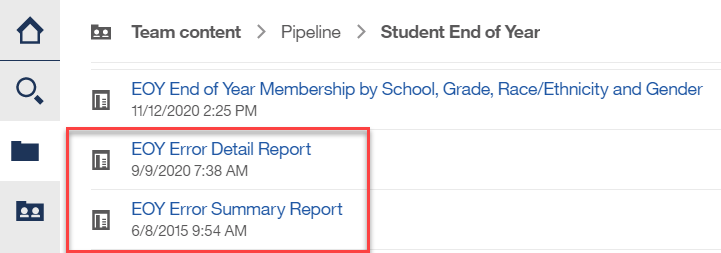 Team content > Pipeline > Student End of Year
EOY End of Year Membership by School, Grade, Race/Ethnicity and Gender
11/12/2020 2:25 PM
EOY Error Detail Report
9/9/2020 7:38 AM
EOY Error Summary Report
6/8/2015 9:54 AM